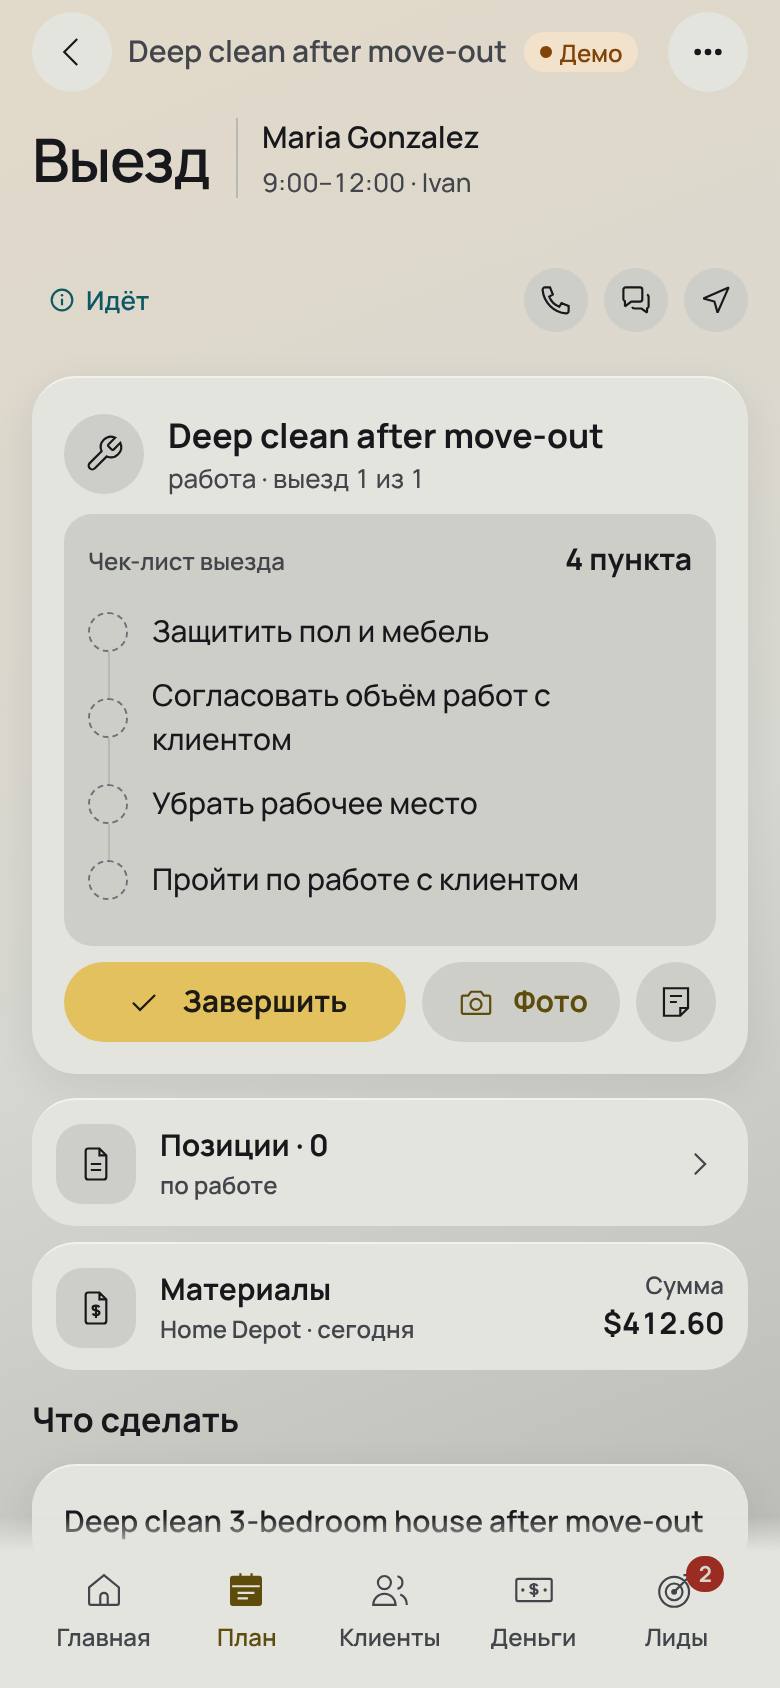 Deep clean after move-out
Демо
Выезд
Maria Gonzalez
9:00–12:00 · Ivan
Идёт
Deep clean after move-out
работа · выезд 1 из 1
Чек-лист выезда
4 пункта
Защитить пол и мебель
Согласовать объём работ с
клиентом
Убрать рабочее место
Пройти по работе с клиентом
Завершить
Фото
Позиции · 0
по работе
Материалы
Home Depot · сегодня
Сумма
$412.60
Что сделать
Deep clean 3-bedroom house after move-out
Главная
План
Клиенты
Деньги
2
Лиды